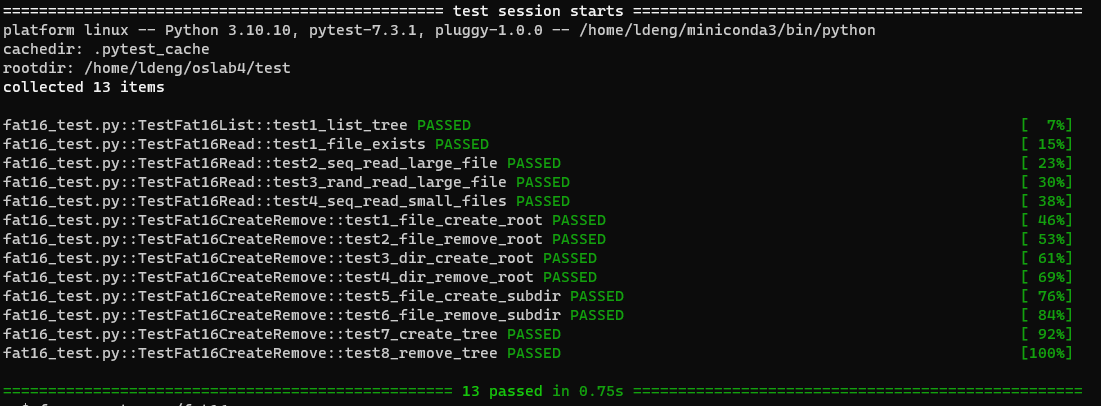 ================================================= test session starts ==================================================
platform linux -- Python 3.10.10, pytest-7.3.1, pluggy-1.0.0 -- /home/ldeng/miniconda3/bin/python
cachedir: .pytest_cache
rootdir: /home/ldeng/oslab4/test
collected 13 items
fat16_test.py::TestFat16List::test1_list_tree PASSED [  7%]
fat16_test.py::TestFat16Read::test1_file_exists PASSED [ 15%]
fat16_test.py::TestFat16Read::test2_seq_read_large_file PASSED [ 23%]
fat16_test.py::TestFat16Read::test3_rand_read_large_file PASSED [ 30%]
fat16_test.py::TestFat16Read::test4_seq_read_small_files PASSED [ 38%]
fat16_test.py::TestFat16CreateRemove::test1_file_create_root PASSED [ 46%]
fat16_test.py::TestFat16CreateRemove::test2_file_remove_root PASSED [ 53%]
fat16_test.py::TestFat16CreateRemove::test3_dir_create_root PASSED [ 61%]
fat16_test.py::TestFat16CreateRemove::test4_dir_remove_root PASSED [ 69%]
fat16_test.py::TestFat16CreateRemove::test5_file_create_subdir PASSED [ 76%]
fat16_test.py::TestFat16CreateRemove::test6_file_remove_subdir PASSED [ 84%]
fat16_test.py::TestFat16CreateRemove::test7_create_tree PASSED [ 92%]
fat16_test.py::TestFat16CreateRemove::test8_remove_tree PASSED [100%]
================================================== 13 passed in 0.75s ==================================================